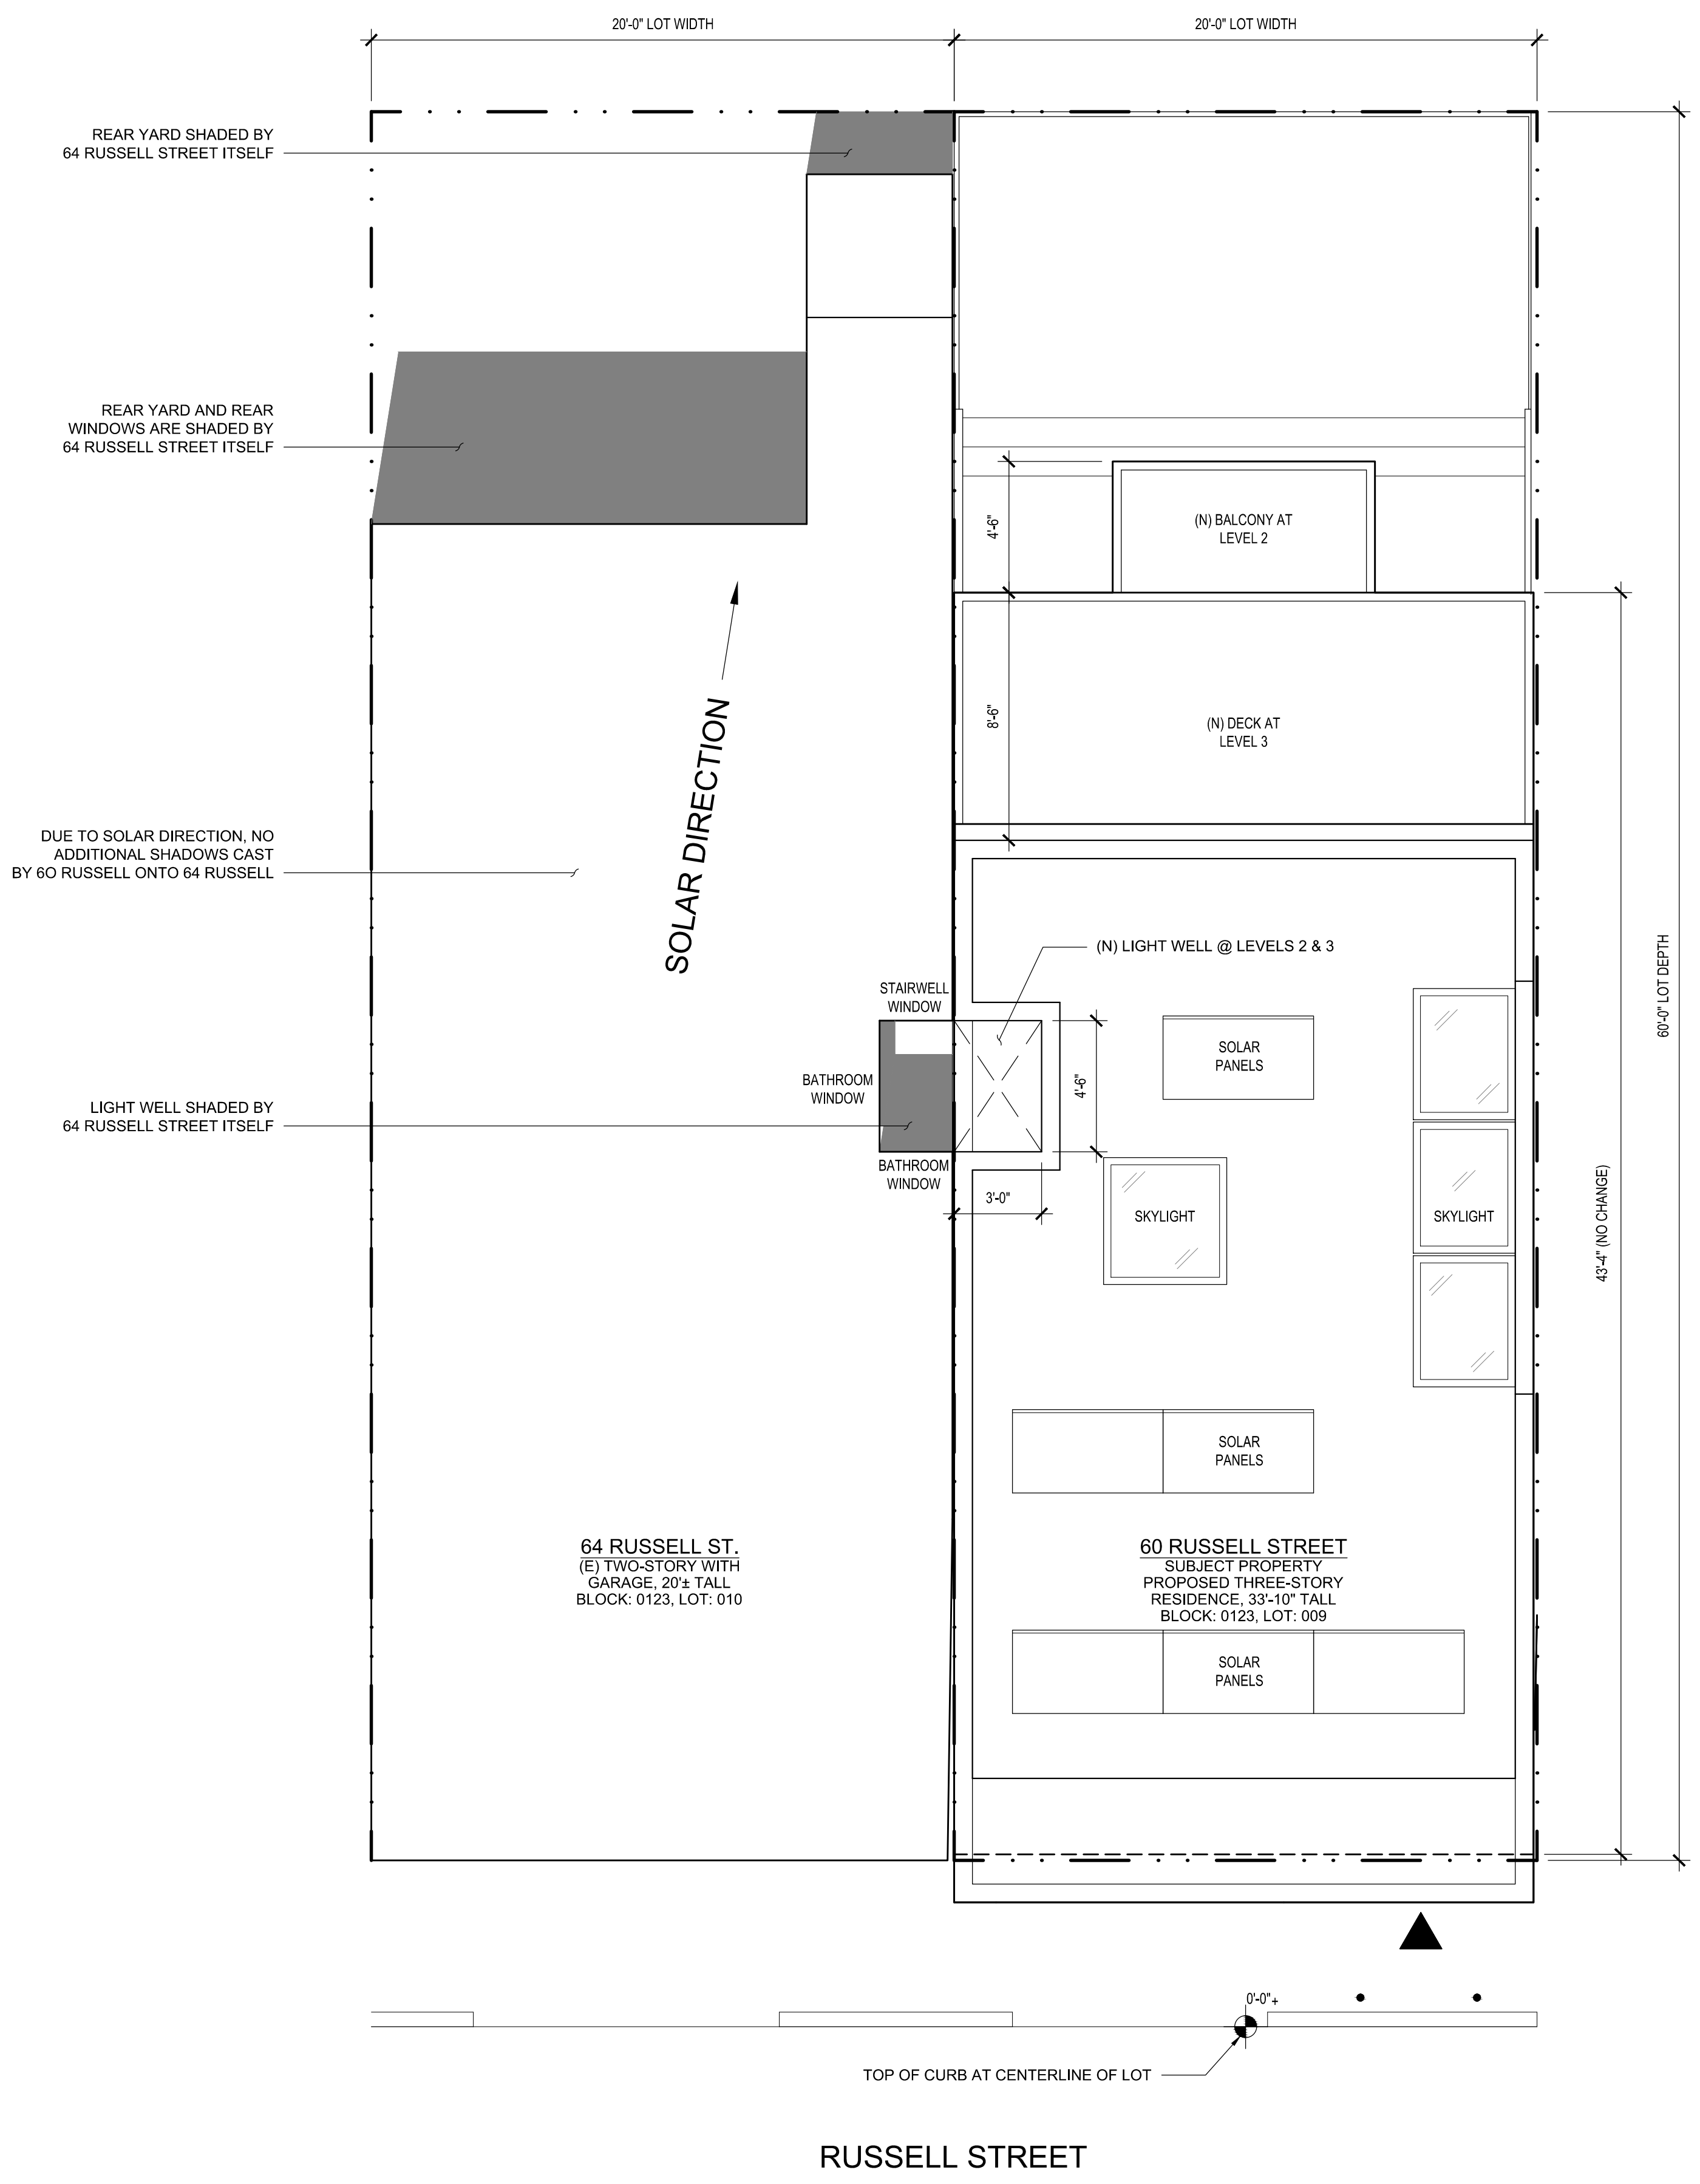 20'-0" LOT WIDTH
20'-0" LOT WIDTH
REAR YARD SHADED BY
64 RUSSELL STREET ITSELF
REAR YARD AND REAR
WINDOWS ARE SHADED BY
64 RUSSELL STREET ITSELF
4'-6"
(N) BALCONY AT
LEVEL 2
SOLAR DIRECTION
8'-6"
(N) DECK AT
LEVEL 3
DUE TO SOLAR DIRECTION, NO
ADDITIONAL SHADOWS CAST
BY 6O RUSSELL ONTO 64 RUSSELL
(N) LIGHT WELL @ LEVELS 2 & 3
60'-0" LOT DEPTH
STAIRWELL
WINDOW
SOLAR
PANELS
BATHROOM
WINDOW
4'-6"
LIGHT WELL SHADED BY
64 RUSSELL STREET ITSELF
BATHROOM
WINDOW
3'-0"
SKYLIGHT
SKYLIGHT
43'-4" (NO CHANGE)
SOLAR
PANELS
64 RUSSELL ST.
(E) TWO-STORY WITH
GARAGE, 20'± TALL
BLOCK: 0123, LOT: 010
60 RUSSELL STREET
SUBJECT PROPERTY
PROPOSED THREE-STORY
RESIDENCE, 33'-10" TALL
BLOCK: 0123, LOT: 009
SOLAR
PANELS
0'-0"+
TOP OF CURB AT CENTERLINE OF LOT
RUSSELL STREET